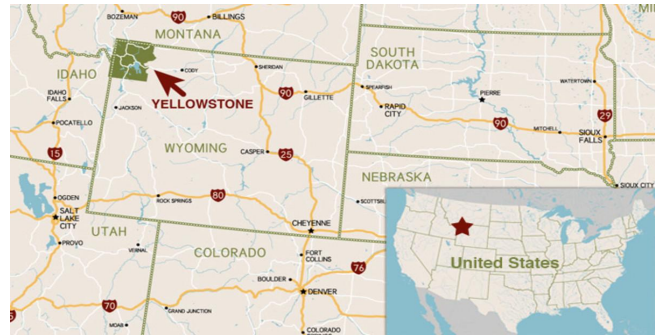 BOZEMAN
90
BILLINGS
MONTANA
SOUTH
DAKOTA
IDAHO
CODY
SHERIDAN
YELLOWSTONE
IDAHO
FALLS
JACKSON
90
GILLETTE
SPEARFISH
RAPID
CITY
PIERRE
WATERTOWN
29
POCATELLO
90
MITCHELL
SIOUX
FALLS
15
WYOMING
CASPER
25
NEBRASKA
SIOUX CITY
OGDEN
ROCK SPRINGS
80
SALT
LAKE
CITY
CHEYENNE
UTAH
PROVO
VERNAL
COLORADO
FORT
COLLINS
76
BOULDER
DENVER
United States
70
GRAND JUNCTION
MOAB
COLORADO